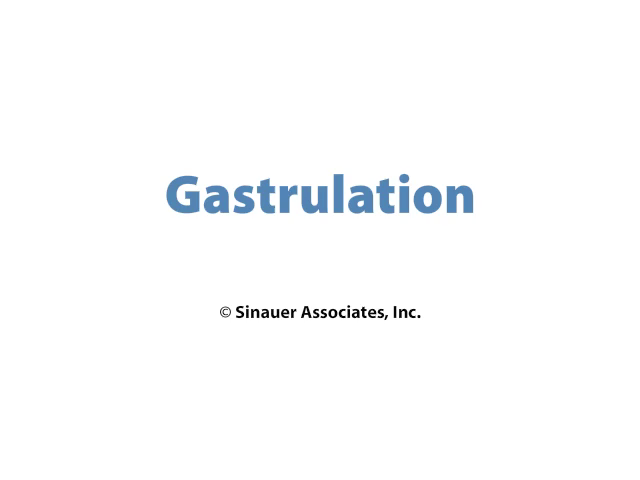 Gastrulation
© Sinauer Associates, Inc.